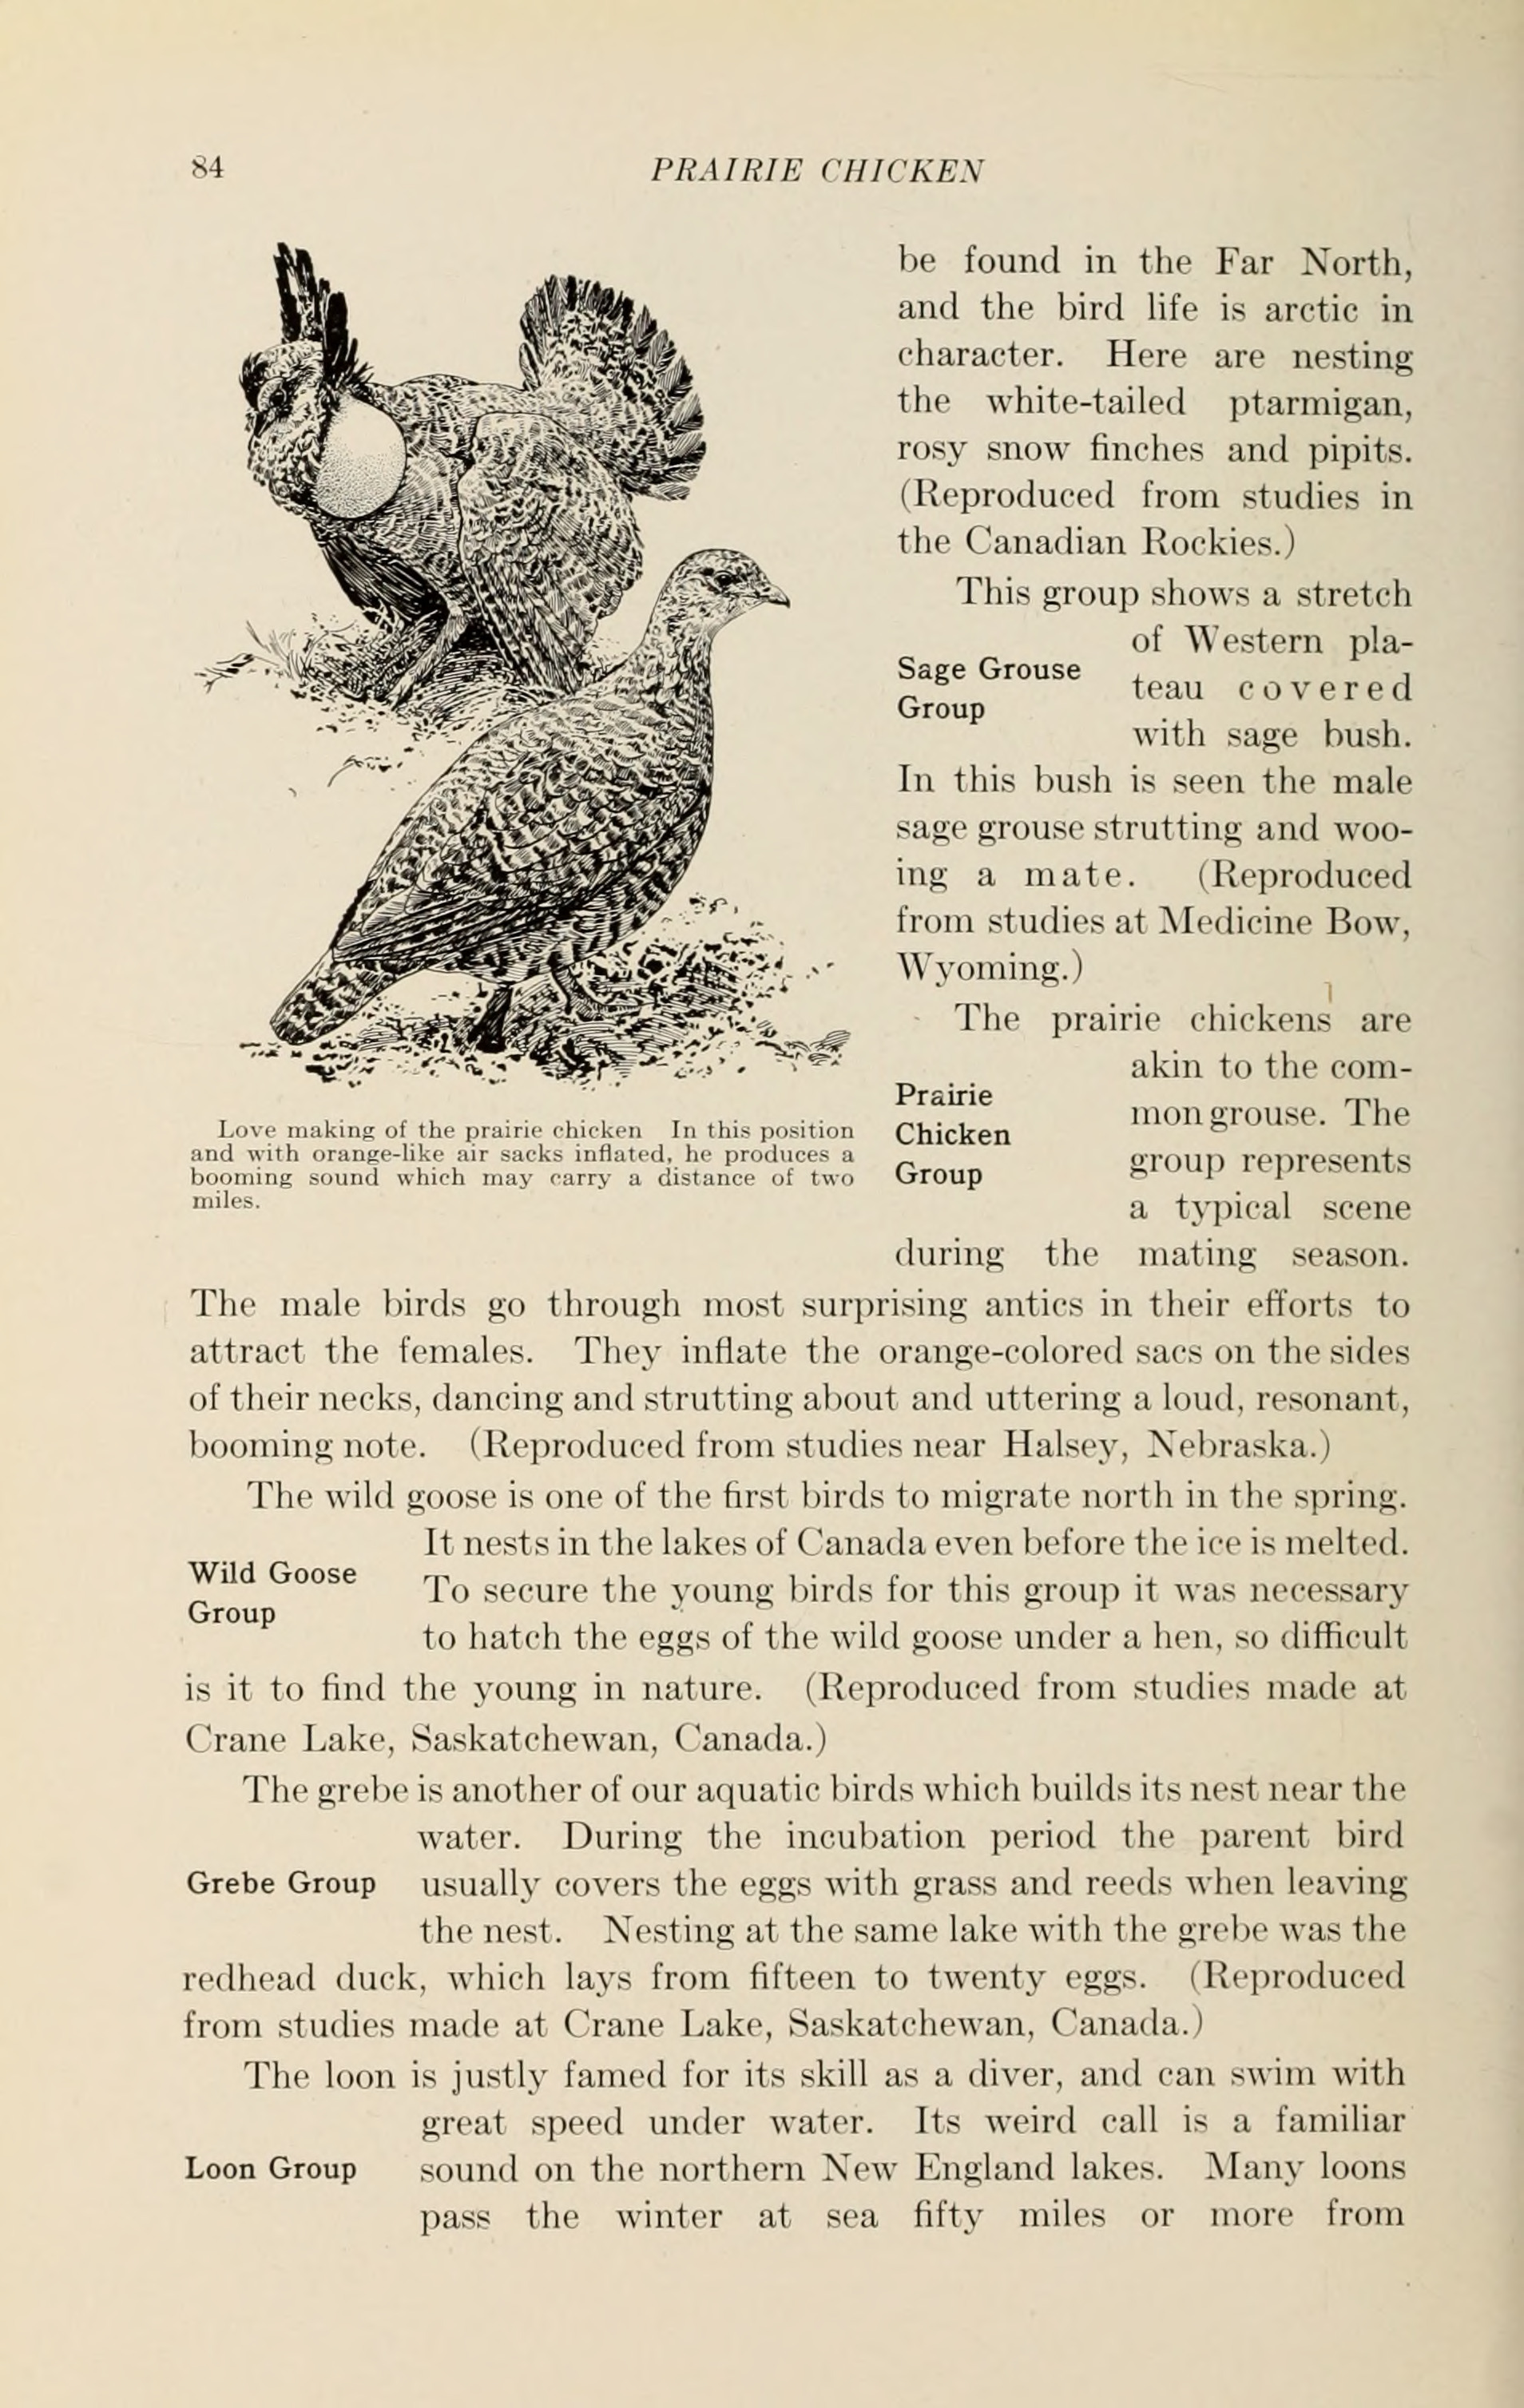 84
PRAIRIE CHICKEN
be found in the Far North,
and the bird life is arctic in
character. Here are nesting
the white-tailed ptarmigan,
rosy snow finches and pipits.
(Reproduced from studies in
the Canadian Rockies.)
This group shows a stretch
Sage Grouse
Group
of Western pla-
teau covered
with sage bush.
In this bush is seen the male
sage grouse strutting and woo-
ing a mate. (Reproduced
from studies at Medicine Bow,
Wyoming.)
The prairie chickens are
Prairie
Chicken
Group
akin to the com-
mon grouse. The
group represents
a typical scene
during the mating season.
Love making of the prairie chicken In this position
and with orange-like air sacks inflated, he produces a
booming sound which may carry a distance of two
miles.
The male birds go through most surprising antics in their efforts to
attract the females. They inflate the orange-colored sacs on the sides
of their necks, dancing and strutting about and uttering a loud, resonant,
booming note. (Reproduced from studies near Halsey, Nebraska.)
The wild goose is one of the first birds to migrate north in the spring.
Wild Goose
Group
It nests in the lakes of Canada even before the ice is melted.
To secure the young birds for this group it was necessary
to hatch the eggs of the wild goose under a hen, so difficult
is it to find the young in nature. (Reproduced from studies made at
Crane Lake, Saskatchewan, Canada.)
The grebe is another of our aquatic birds which builds its nest near the
Grebe Group
water. During the incubation period the parent bird
usually covers the eggs with grass and reeds when leaving
the nest. Nesting at the same lake with the grebe was the
redhead duck, which lays from fifteen to twenty eggs. (Reproduced
from studies made at Crane Lake, Saskatchewan, Canada.)
The loon is justly famed for its skill as a diver, and can swim with
Loon Group
great speed under water. Its weird call is a familiar
sound on the northern New England lakes. Many loons
pass the winter at sea fifty miles or more from